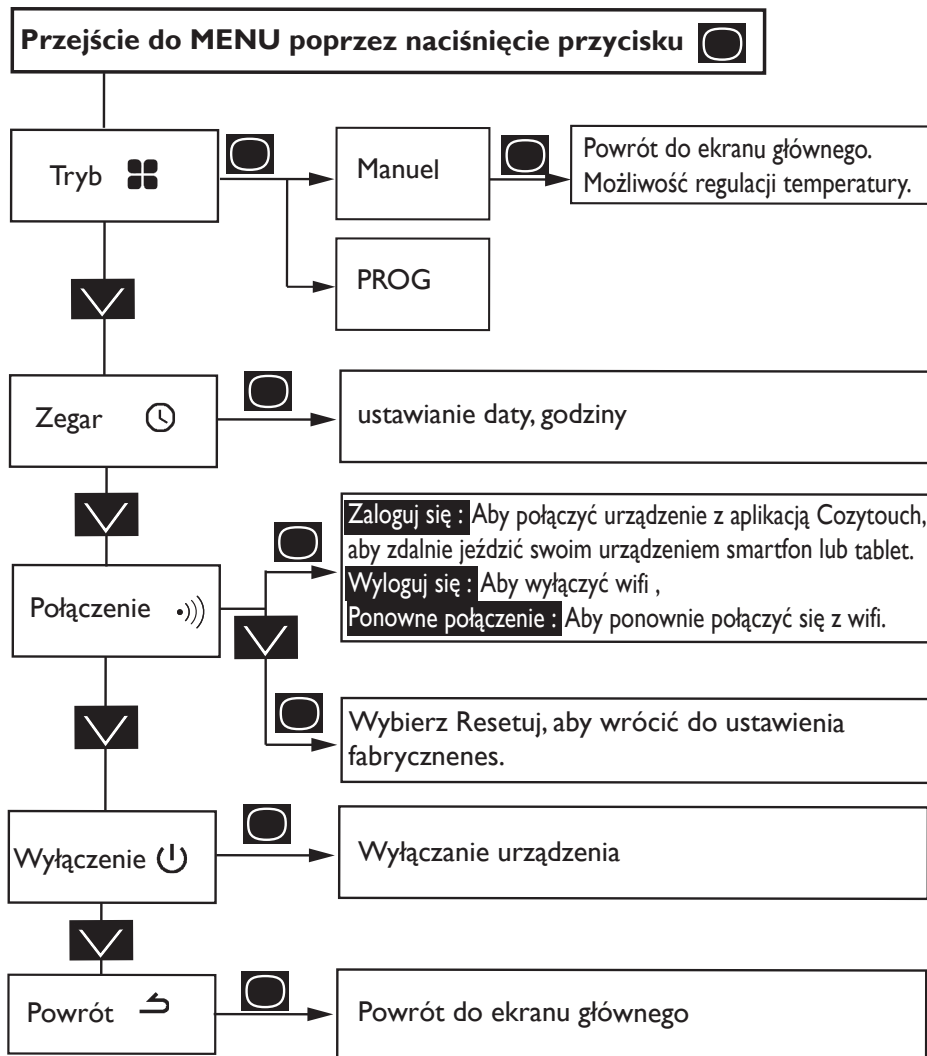 Przejście do MENU poprzez naciśnięcie przycisku
Tryb
Manuel
Powrót do ekranu głównego.
Możliwość regulacji temperatury.
PROG
Zegar
ustawianie daty, godziny
Połączenie
Zaloguj się : Aby połączyć urządzenie z aplikacją Cozytouch,
aby zdalnie jeździć swoim urządzeniem smartfon lub tablet.
Wyloguj się : Aby wyłączyć wifi ,
Ponowne połączenie : Aby ponownie połączyć się z wifi.
Wybierz Resetuj, aby wrócić do ustawienia
fabrycznenes.
Wyłączenie
Wyłączanie urządzenia
Powrót
Powrót do ekranu głównego